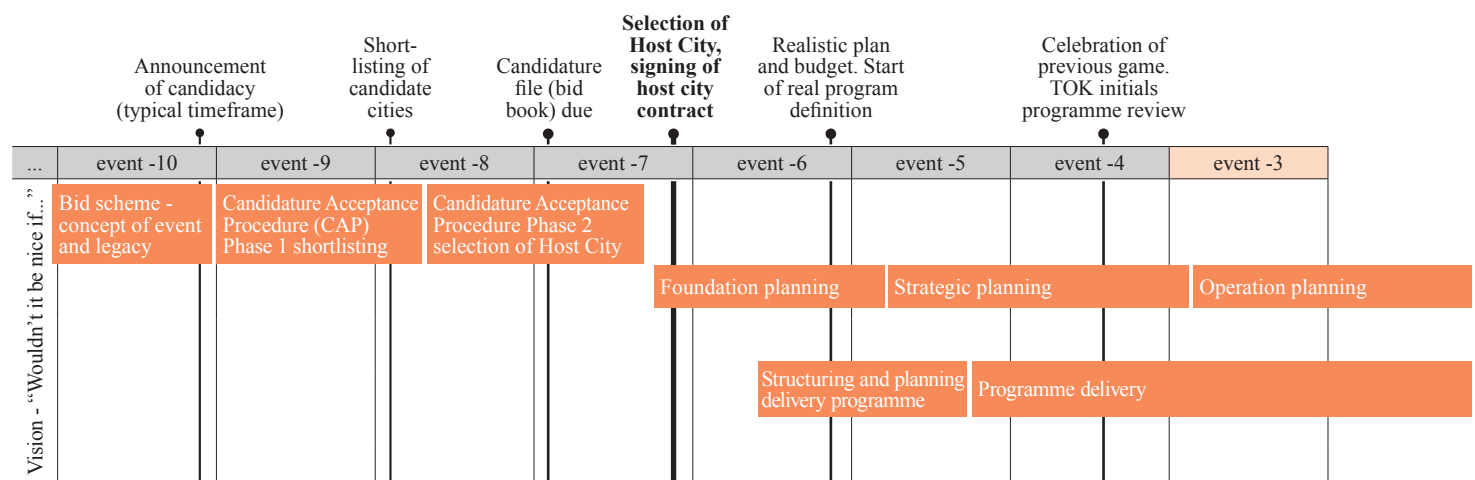 Announcement
of candidacy
(typical timeframe)
Short-
listing of
candidate
cities
Candidature
file (bid
book) due
Selection of
Host City,
signing of
host city
contract
Realistic plan
and budget. Start
of real program
definition
Celebration of
previous game.
TOK initials
programme review
...
event -10
event -9
event -8
event -7
event -6
event -5
event -4
event -3
Vision - “Wouldn’t it be nice if...”
Bid scheme -
concept of event
and legacy
Candidature Acceptance
Procedure (CAP)
Phase 1 shortlisting
Candidature Acceptance
Procedure Phase 2
selection of Host City
Foundation planning
Strategic planning
Operation planning
Structuring and planning
delivery programme
Programme delivery